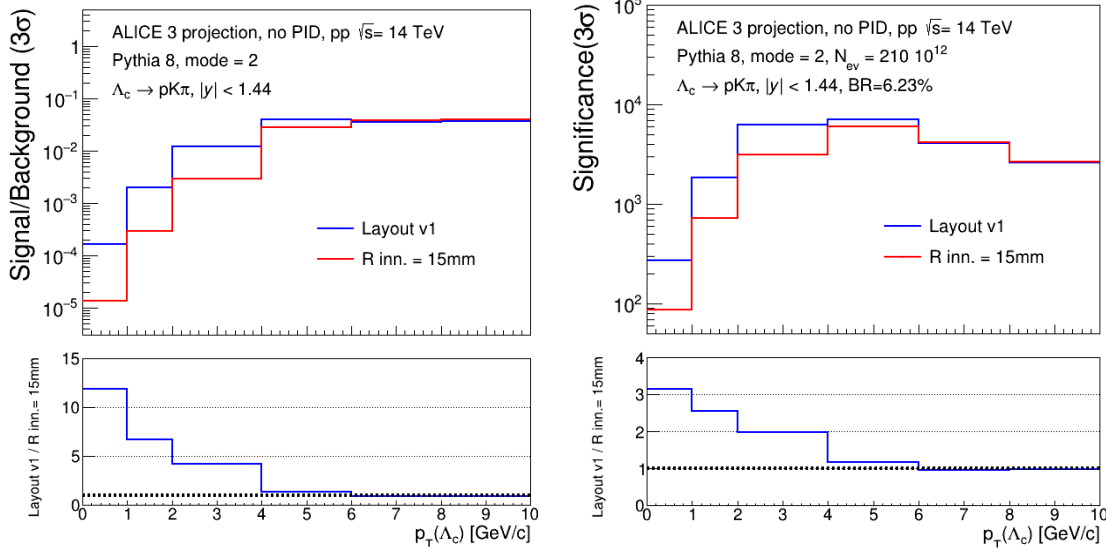 ALICE 3 projection, no PID, pp √s= 14 TeV
Pythia 8, mode = 2
Λc → pKπ, |y| < 1.44
Signal/Background (3σ)
1
10⁻¹
10⁻²
10⁻³
10⁻⁴
10⁻⁵
Layout v1
R inn. = 15mm
Layout v1 / R inn.= 15mm
15
10
5
0
0 1 2 3 4 5 6 7 8 9 10
pT(Λc) [GeV/c]
ALICE 3 projection, no PID, pp √s= 14 TeV
Pythia 8, mode = 2, Nev = 210 10¹²
Λc → pKπ, |y| < 1.44, BR=6.23%
Significance(3σ)
10⁵
10⁴
10³
10²
Layout v1
R inn. = 15mm
Layout v1 / R inn.= 15mm
4
3
2
1
0
0 1 2 3 4 5 6 7 8 9 10
pT(Λc) [GeV/c]